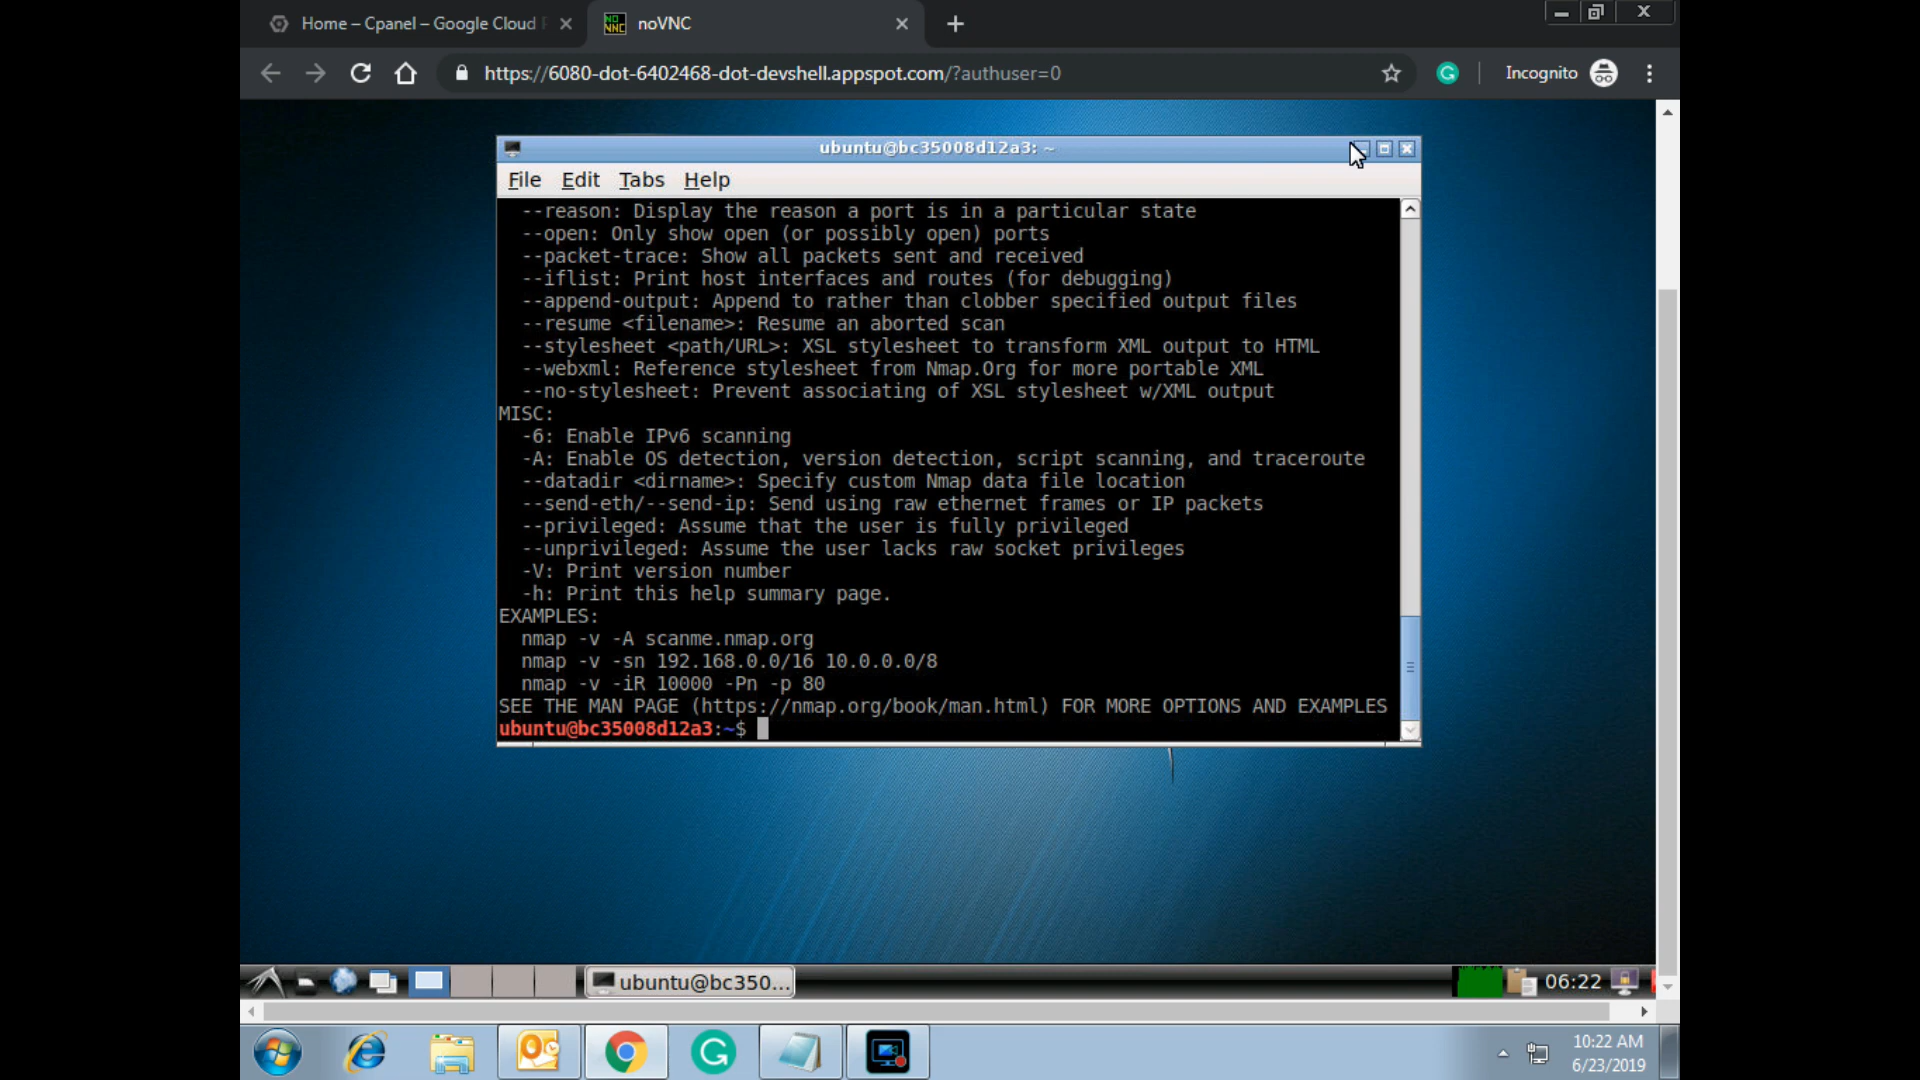 Home – Cpanel – Google Cloud
noVNC
https://6080-dot-6402468-dot-devshell.appspot.com/?authuser=0
Incognito
ubuntu@bc35008d12a3: ~
File Edit Tabs Help
--reason: Display the reason a port is in a particular state
--open: Only show open (or possibly open) ports
--packet-trace: Show all packets sent and received
--iflist: Print host interfaces and routes (for debugging)
--append-output: Append to rather than clobber specified output files
--resume <filename>: Resume an aborted scan
--stylesheet <path/URL>: XSL stylesheet to transform XML output to HTML
--webxml: Reference stylesheet from Nmap.Org for more portable XML
--no-stylesheet: Prevent associating of XSL stylesheet w/XML output
MISC:
-6: Enable IPv6 scanning
-A: Enable OS detection, version detection, script scanning, and traceroute
--datadir <dirname>: Specify custom Nmap data file location
--send-eth/--send-ip: Send using raw ethernet frames or IP packets
--privileged: Assume that the user is fully privileged
--unprivileged: Assume the user lacks raw socket privileges
-V: Print version number
-h: Print this help summary page.
EXAMPLES:
nmap -v -A scanme.nmap.org
nmap -v -sn 192.168.0.0/16 10.0.0.0/8
nmap -v -iR 10000 -Pn -p 80
SEE THE MAN PAGE (https://nmap.org/book/man.html) FOR MORE OPTIONS AND EXAMPLES
ubuntu@bc35008d12a3:~$
ubuntu@bc350...
06:22
10:22 AM
6/23/2019